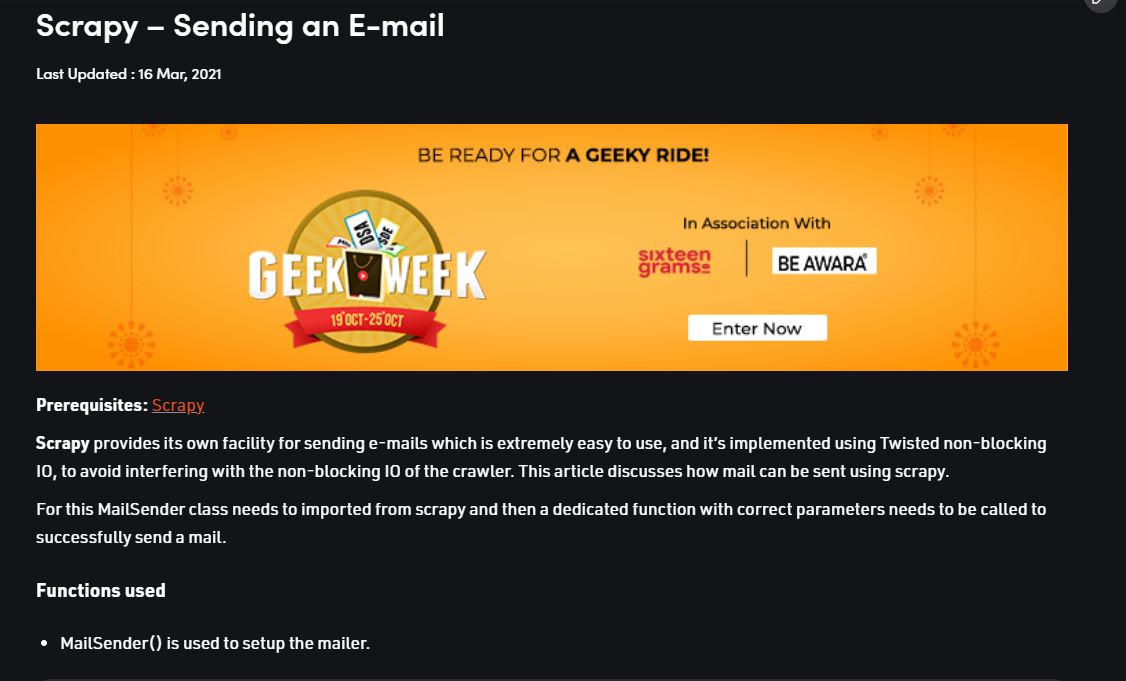 Scrapy – Sending an E-mail
Last Updated : 16 Mar, 2021
BE READY FOR A GEEKY RIDE!
DSA
SDE
GEEK WEEK
19 OCT-25 OCT
In Association With
sixteen
grams
BE AWARA
Enter Now
Prerequisites: Scrapy
Scrapy provides its own facility for sending e-mails which is extremely easy to use, and it's implemented using Twisted non-blocking
IO, to avoid interfering with the non-blocking IO of the crawler. This article discusses how mail can be sent using scrapy.
For this MailSender class needs to imported from scrapy and then a dedicated function with correct parameters needs to be called to
successfully send a mail.
Functions used
• MailSender() is used to setup the mailer.